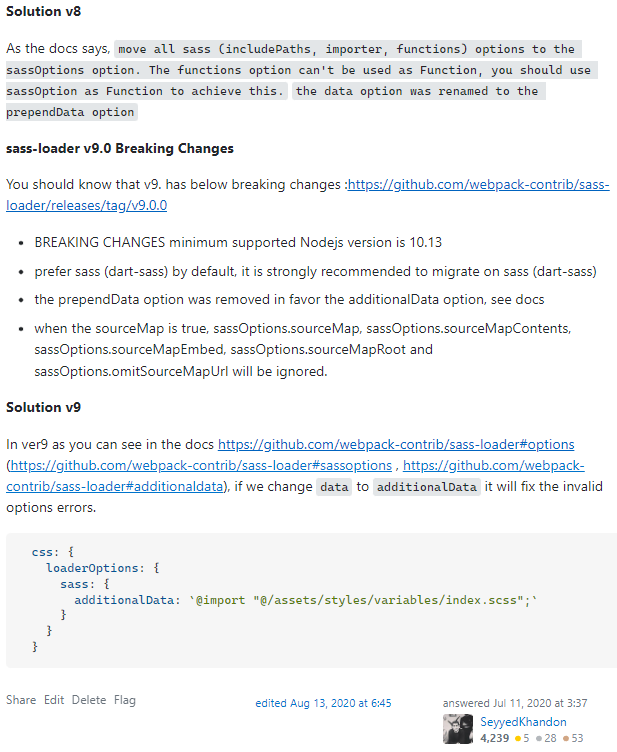 Solution v8
As the docs says, move all sass (includePaths, importer, functions) options to the
sassOptions option. The functions option can't be used as Function, you should use
sassOption as Function to achieve this. the data option was renamed to the
prependData option
sass-loader v9.0 Breaking Changes
You should know that v9. has below breaking changes :https://github.com/webpack-contrib/sass-
loader/releases/tag/v9.0.0
• BREAKING CHANGES minimum supported Nodejs version is 10.13
• prefer sass (dart-sass) by default, it is strongly recommended to migrate on sass (dart-sass)
• the prependData option was removed in favor the additionalData option, see docs
• when the sourceMap is true, sassOptions.sourceMap, sassOptions.sourceMapContents,
sassOptions.sourceMapEmbed, sassOptions.sourceMapRoot and
sassOptions.omitSourceMapUrl will be ignored.
Solution v9
In ver9 as you can see in the docs https://github.com/webpack-contrib/sass-loader#options
(https://github.com/webpack-contrib/sass-loader#sassoptions , https://github.com/webpack-
contrib/sass-loader#additionaldata), if we change data to additionalData it will fix the invalid
options errors.
css: {
loaderOptions: {
sass: {
additionalData: `@import "@/assets/styles/variables/index.scss";`
}
}
}
Share Edit Delete Flag
edited Aug 13, 2020 at 6:45
answered Jul 11, 2020 at 3:37
SeyyedKhandon
4,239 ● 5 ● 28 ● 53